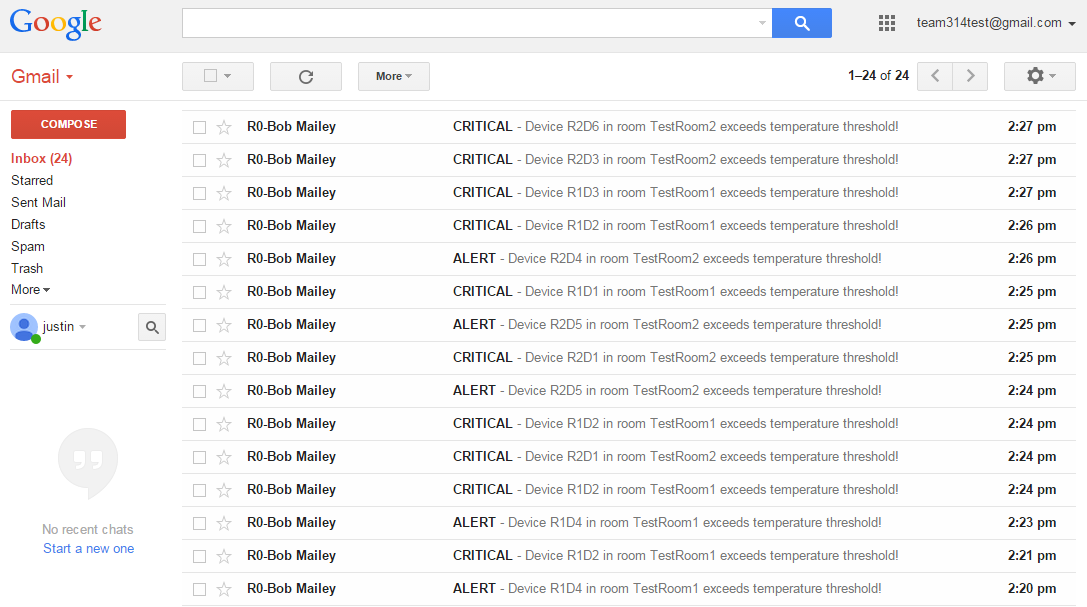 Google
team314test@gmail.com
Gmail
More
1–24 of 24
COMPOSE
Inbox (24)
Starred
Sent Mail
Drafts
Spam
Trash
More
justin
No recent chats
Start a new one
R0-Bob Mailey CRITICAL - Device R2D6 in room TestRoom2 exceeds temperature threshold! 2:27 pm
R0-Bob Mailey CRITICAL - Device R2D3 in room TestRoom2 exceeds temperature threshold! 2:27 pm
R0-Bob Mailey CRITICAL - Device R1D3 in room TestRoom1 exceeds temperature threshold! 2:27 pm
R0-Bob Mailey CRITICAL - Device R1D2 in room TestRoom1 exceeds temperature threshold! 2:26 pm
R0-Bob Mailey ALERT - Device R2D4 in room TestRoom2 exceeds temperature threshold! 2:26 pm
R0-Bob Mailey CRITICAL - Device R1D1 in room TestRoom1 exceeds temperature threshold! 2:25 pm
R0-Bob Mailey ALERT - Device R2D5 in room TestRoom2 exceeds temperature threshold! 2:25 pm
R0-Bob Mailey CRITICAL - Device R2D1 in room TestRoom2 exceeds temperature threshold! 2:25 pm
R0-Bob Mailey ALERT - Device R2D5 in room TestRoom2 exceeds temperature threshold! 2:24 pm
R0-Bob Mailey CRITICAL - Device R1D2 in room TestRoom1 exceeds temperature threshold! 2:24 pm
R0-Bob Mailey CRITICAL - Device R2D1 in room TestRoom2 exceeds temperature threshold! 2:24 pm
R0-Bob Mailey CRITICAL - Device R1D2 in room TestRoom1 exceeds temperature threshold! 2:24 pm
R0-Bob Mailey ALERT - Device R1D4 in room TestRoom1 exceeds temperature threshold! 2:23 pm
R0-Bob Mailey CRITICAL - Device R1D2 in room TestRoom1 exceeds temperature threshold! 2:21 pm
R0-Bob Mailey ALERT - Device R1D4 in room TestRoom1 exceeds temperature threshold! 2:20 pm